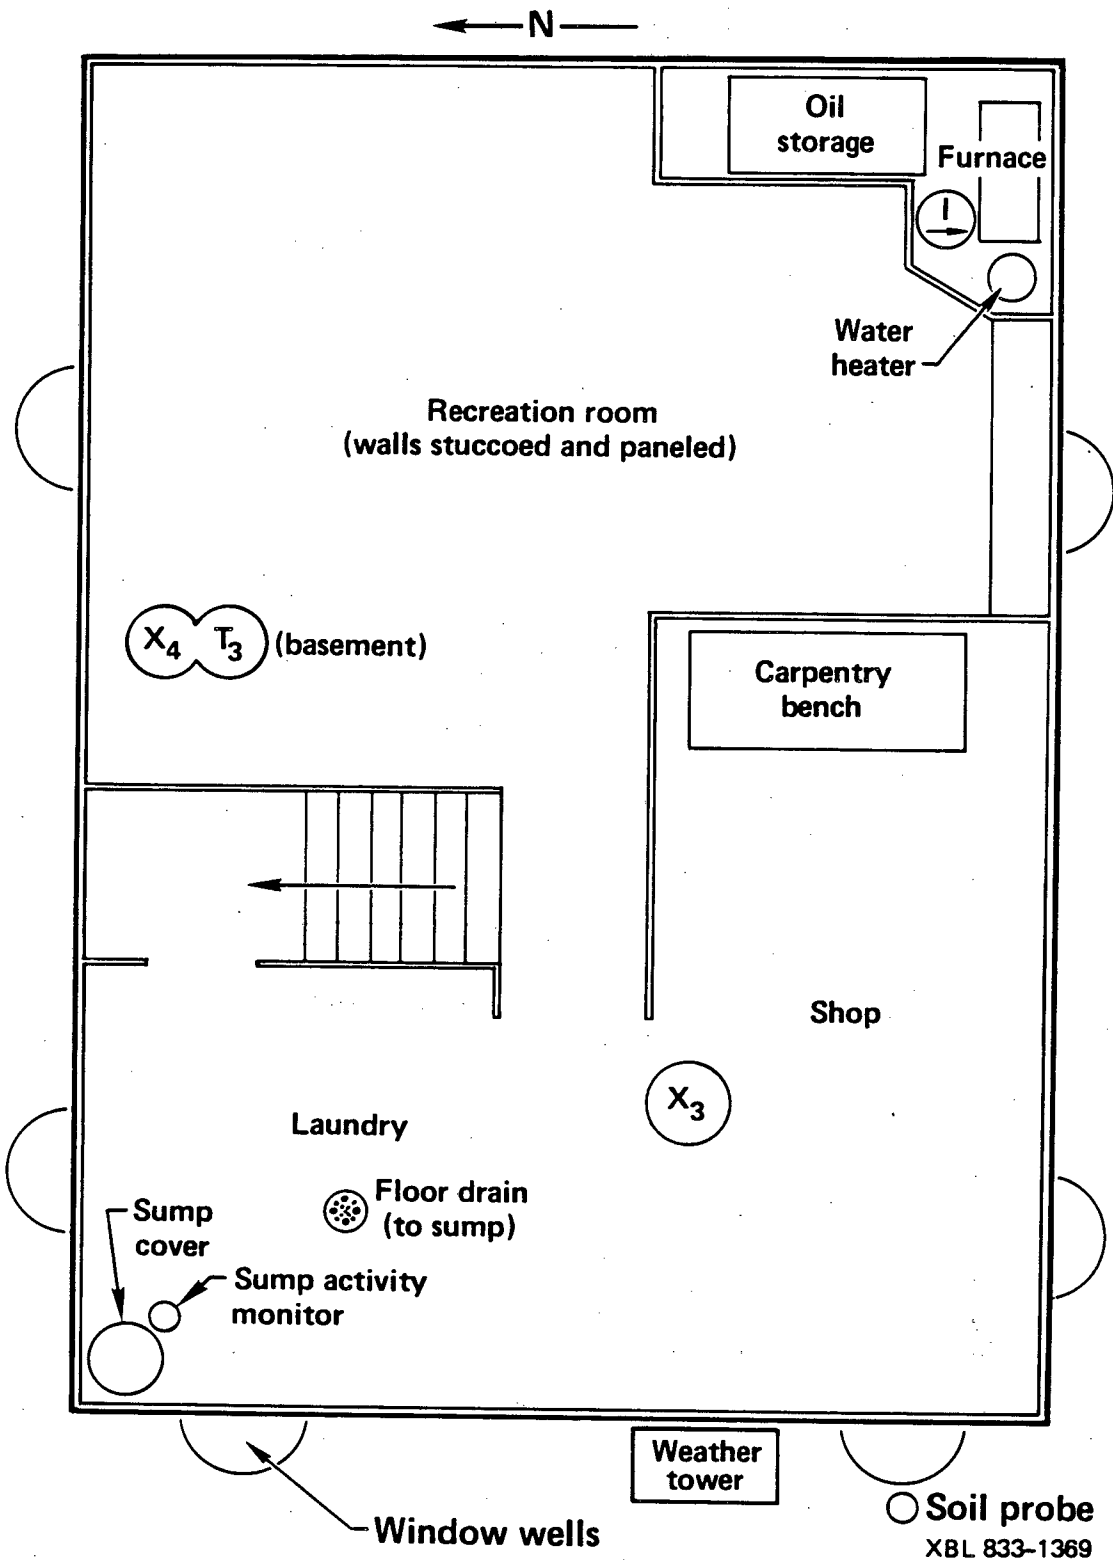 N
Oil
storage
Furnace
I
Water
heater
Recreation room
(walls stuccoed and paneled)
X4 T3 (basement)
Carpentry
bench
Shop
X3
Laundry
Floor drain
(to sump)
Sump
cover
Sump activity
monitor
Weather
tower
Window wells
Soil probe
XBL 833-1369